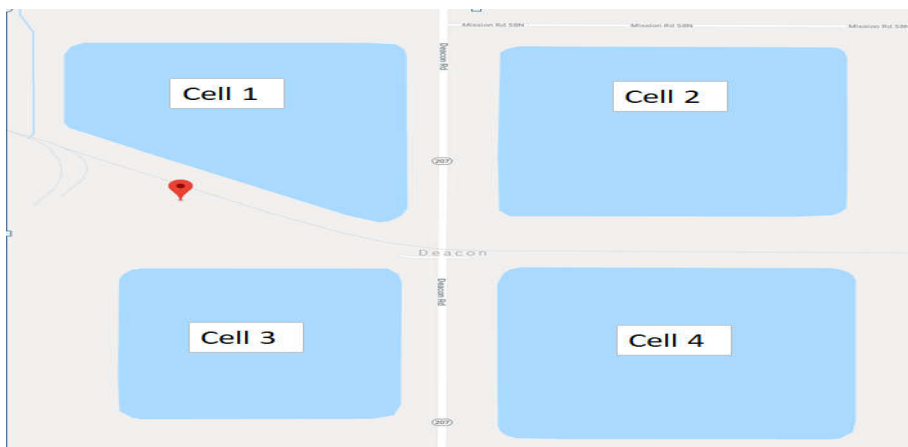 Mission Rd 58N
Mission Rd 58N
Mission Rd 58N
Deacon Rd
Cell 1
Cell 2
207
Deacon
Deacon Rd
Cell 3
Cell 4
207